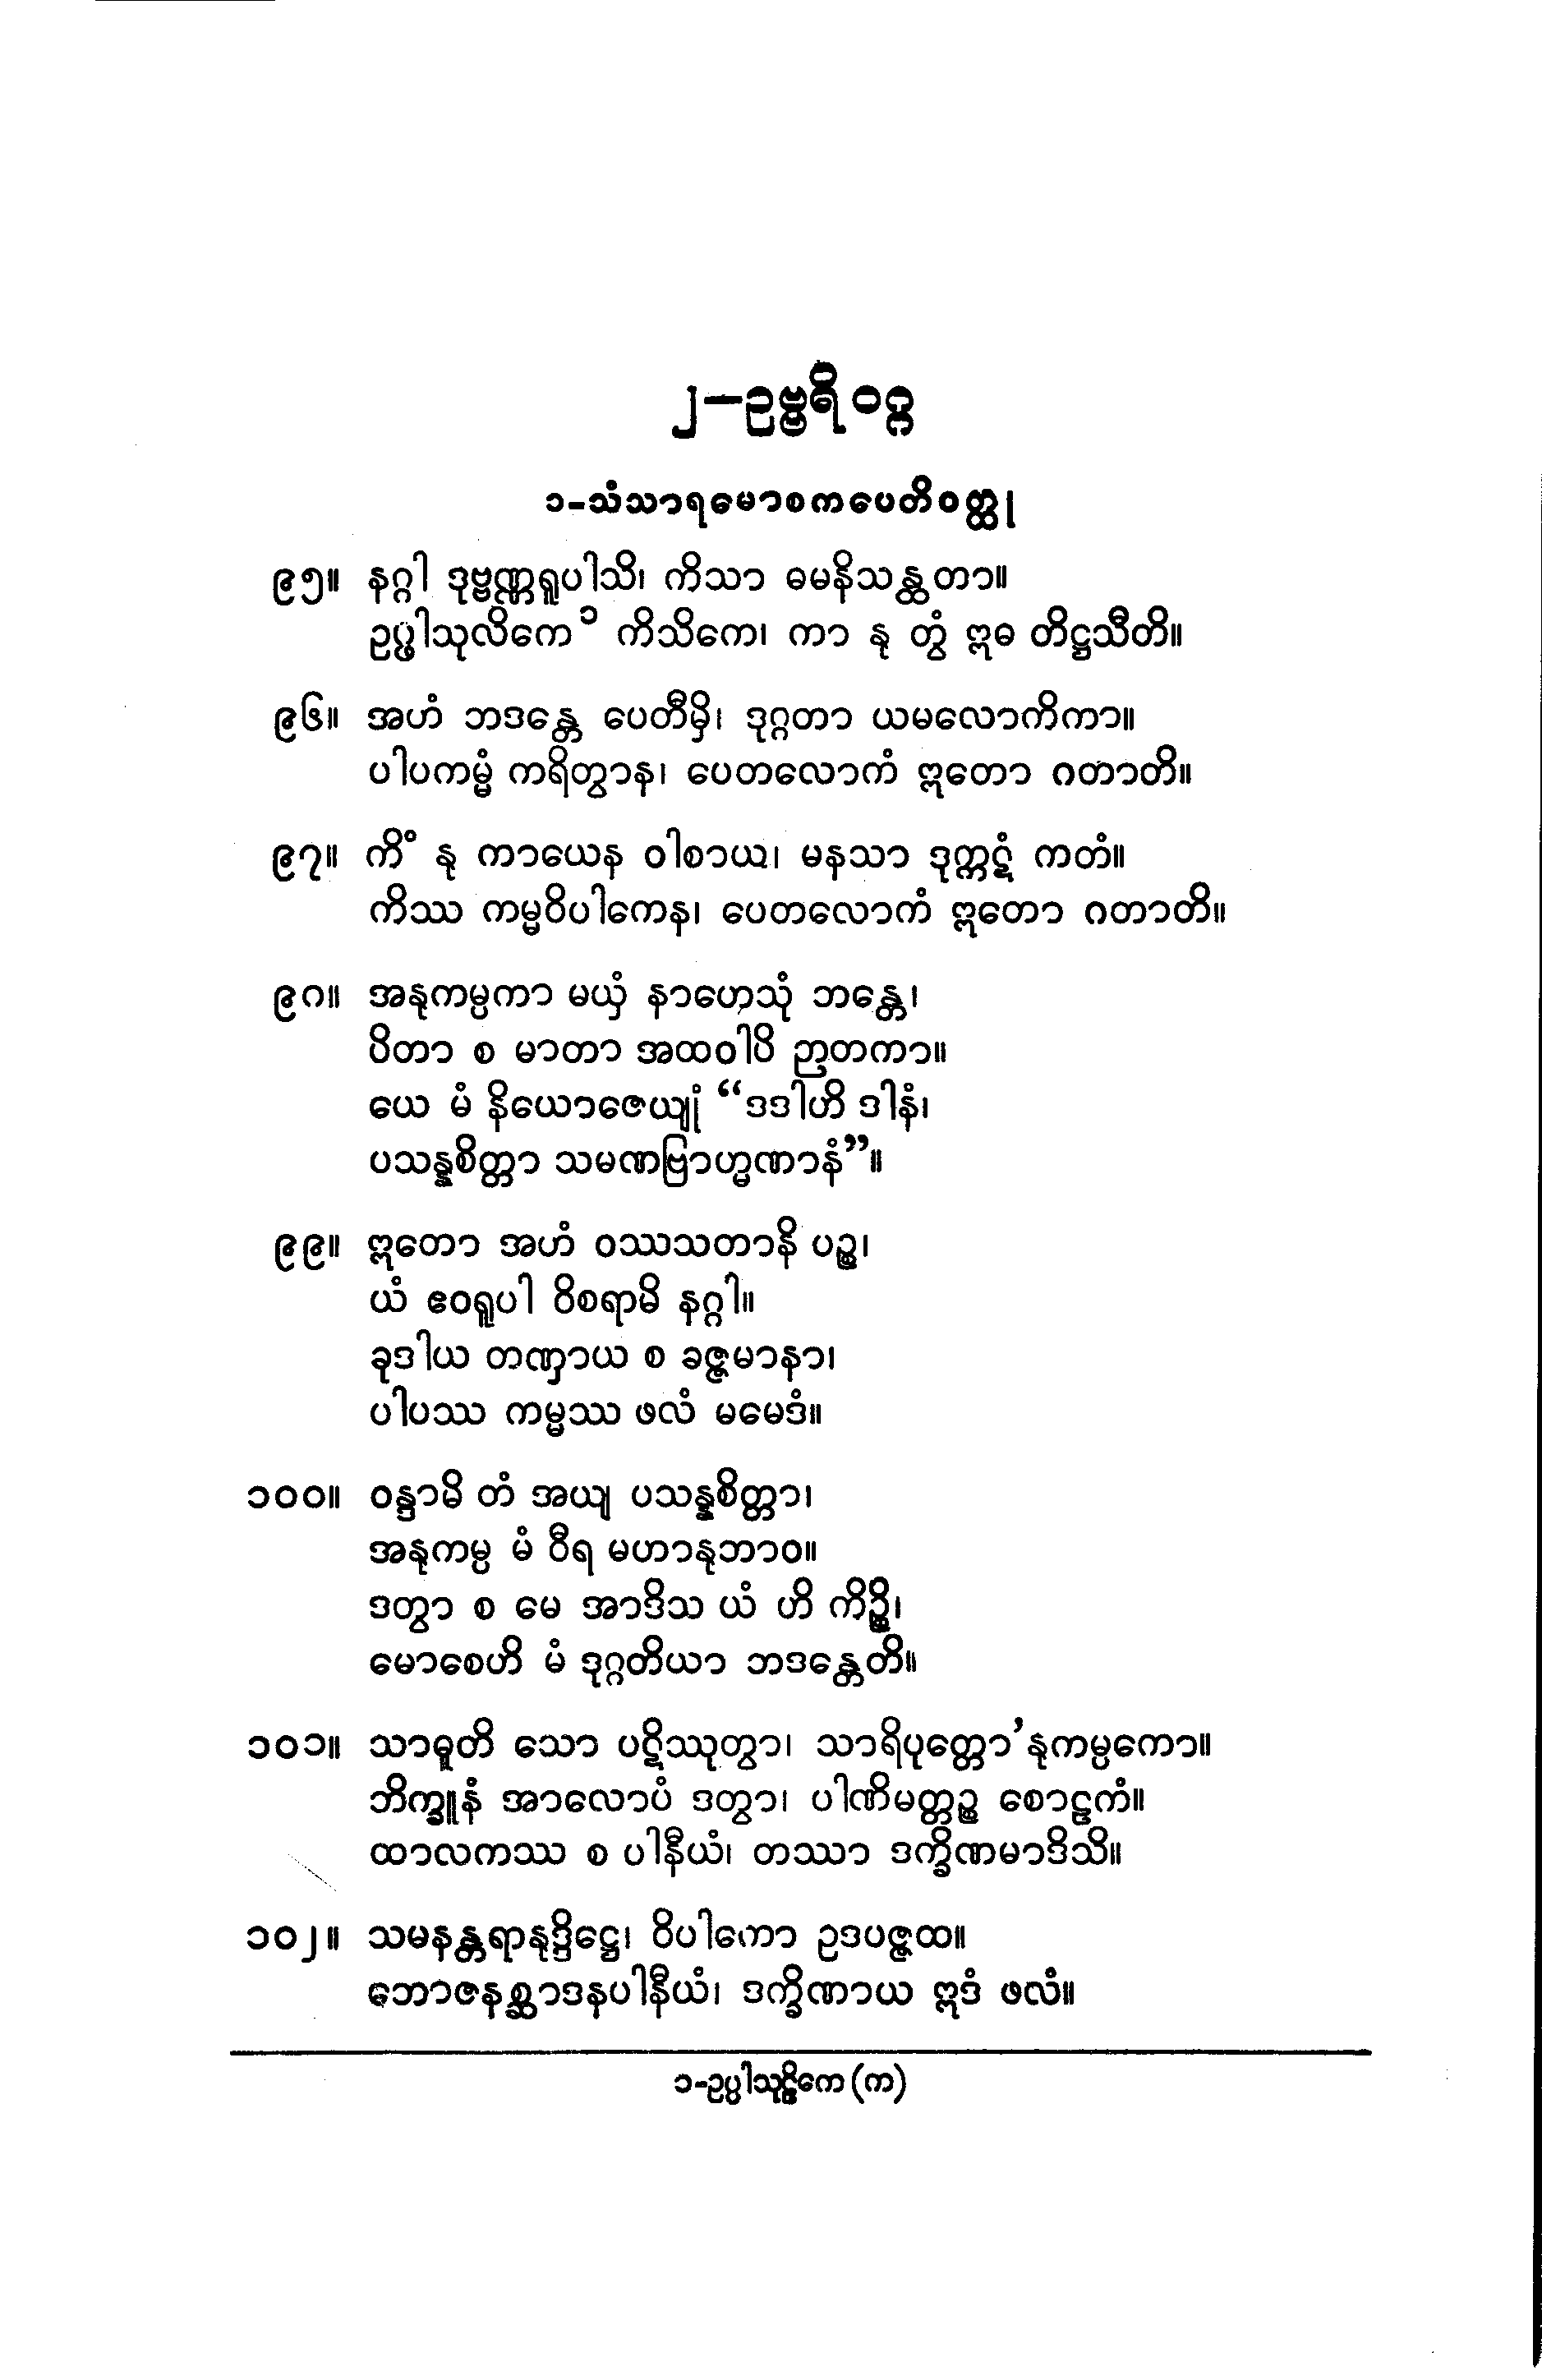 ၂–ဥဗ္ဗရိဝဂ္ဂ
၁-သံသာရမောစကပေတိဝတ္ထု
၉၅။ နဂ္ဂါ ဒုဗ္ဗဏ္ဏရူပါသိ၊ ကိသာ ဓမနိသန္ထတာ။
ဥပ္ဖါသုလိကေ ၁ ကိသိကေ၊ ကာ နု တွံ ဣဓ တိဋ္ဌသီတိ။
၉၆။ အဟံ ဘဒန္တေ ပေတီမှိ၊ ဒုဂ္ဂတာ ယမလောကိကာ။
ပါပကမ္မံ ကရိတွာန၊ ပေတလောကံ ဣတော ဂတာတိ။
၉၇။ ကိံ နု ကာယေန ဝါစာယ၊ မနသာ ဒုက္ကဋံ ကတံ။
ကိဿ ကမ္မဝိပါကေန၊ ပေတလောကံ ဣတော ဂတာတိ။
၉၈။ အနုကမ္ပကာ မယှံ နာဟေသုံ ဘန္တေ၊
ပိတာ စ မာတာ အထဝါပိ ဉာတကာ။
ယေ မံ နိယောဇေယျုံ “ဒဒါဟိ ဒါနံ၊
ပသန္နစိတ္တာ သမဏဗြာဟ္မဏာနံ”။
၉၉။ ဣတော အဟံ ဝဿသတာနိ ပဉ္စ၊
ယံ ဧဝရူပါ ဝိစရာမိ နဂ္ဂါ။
ခုဒါယ တဏှာယ စ ခဇ္ဇမာနာ၊
ပါပဿ ကမ္မဿ ဖလံ မမေဒံ။
၁၀၀။ ဝန္ဒာမိ တံ အယျ ပသန္နစိတ္တာ၊
အနုကမ္ပ မံ ဝီရ မဟာနုဘာဝ။
ဒတွာ စ မေ အာဒိသ ယံ ဟိ ကိဉ္စိ၊
မောစေဟိ မံ ဒုဂ္ဂတိယာ ဘဒန္တေတိ။
၁၀၁။ သာဓူတိ သော ပဋိဿုတွာ၊ သာရိပုတ္တော’နုကမ္ပကော။
ဘိက္ခူနံ အာလောပံ ဒတွာ၊ ပါဏိမတ္တဉ္စ စောဠကံ။
ထာလကဿ စ ပါနီယံ၊ တဿာ ဒက္ခိဏမာဒိသိ။
၁၀၂။ သမနန္တရာနုဒ္ဒိဋ္ဌေ၊ ဝိပါကော ဥဒပဇ္ဇထ။
ဘောဇနစ္ဆာဒနပါနီယံ၊ ဒက္ခိဏာယ ဣဒံ ဖလံ။
၁-ဥပ္ပါသုဠိကေ (က)